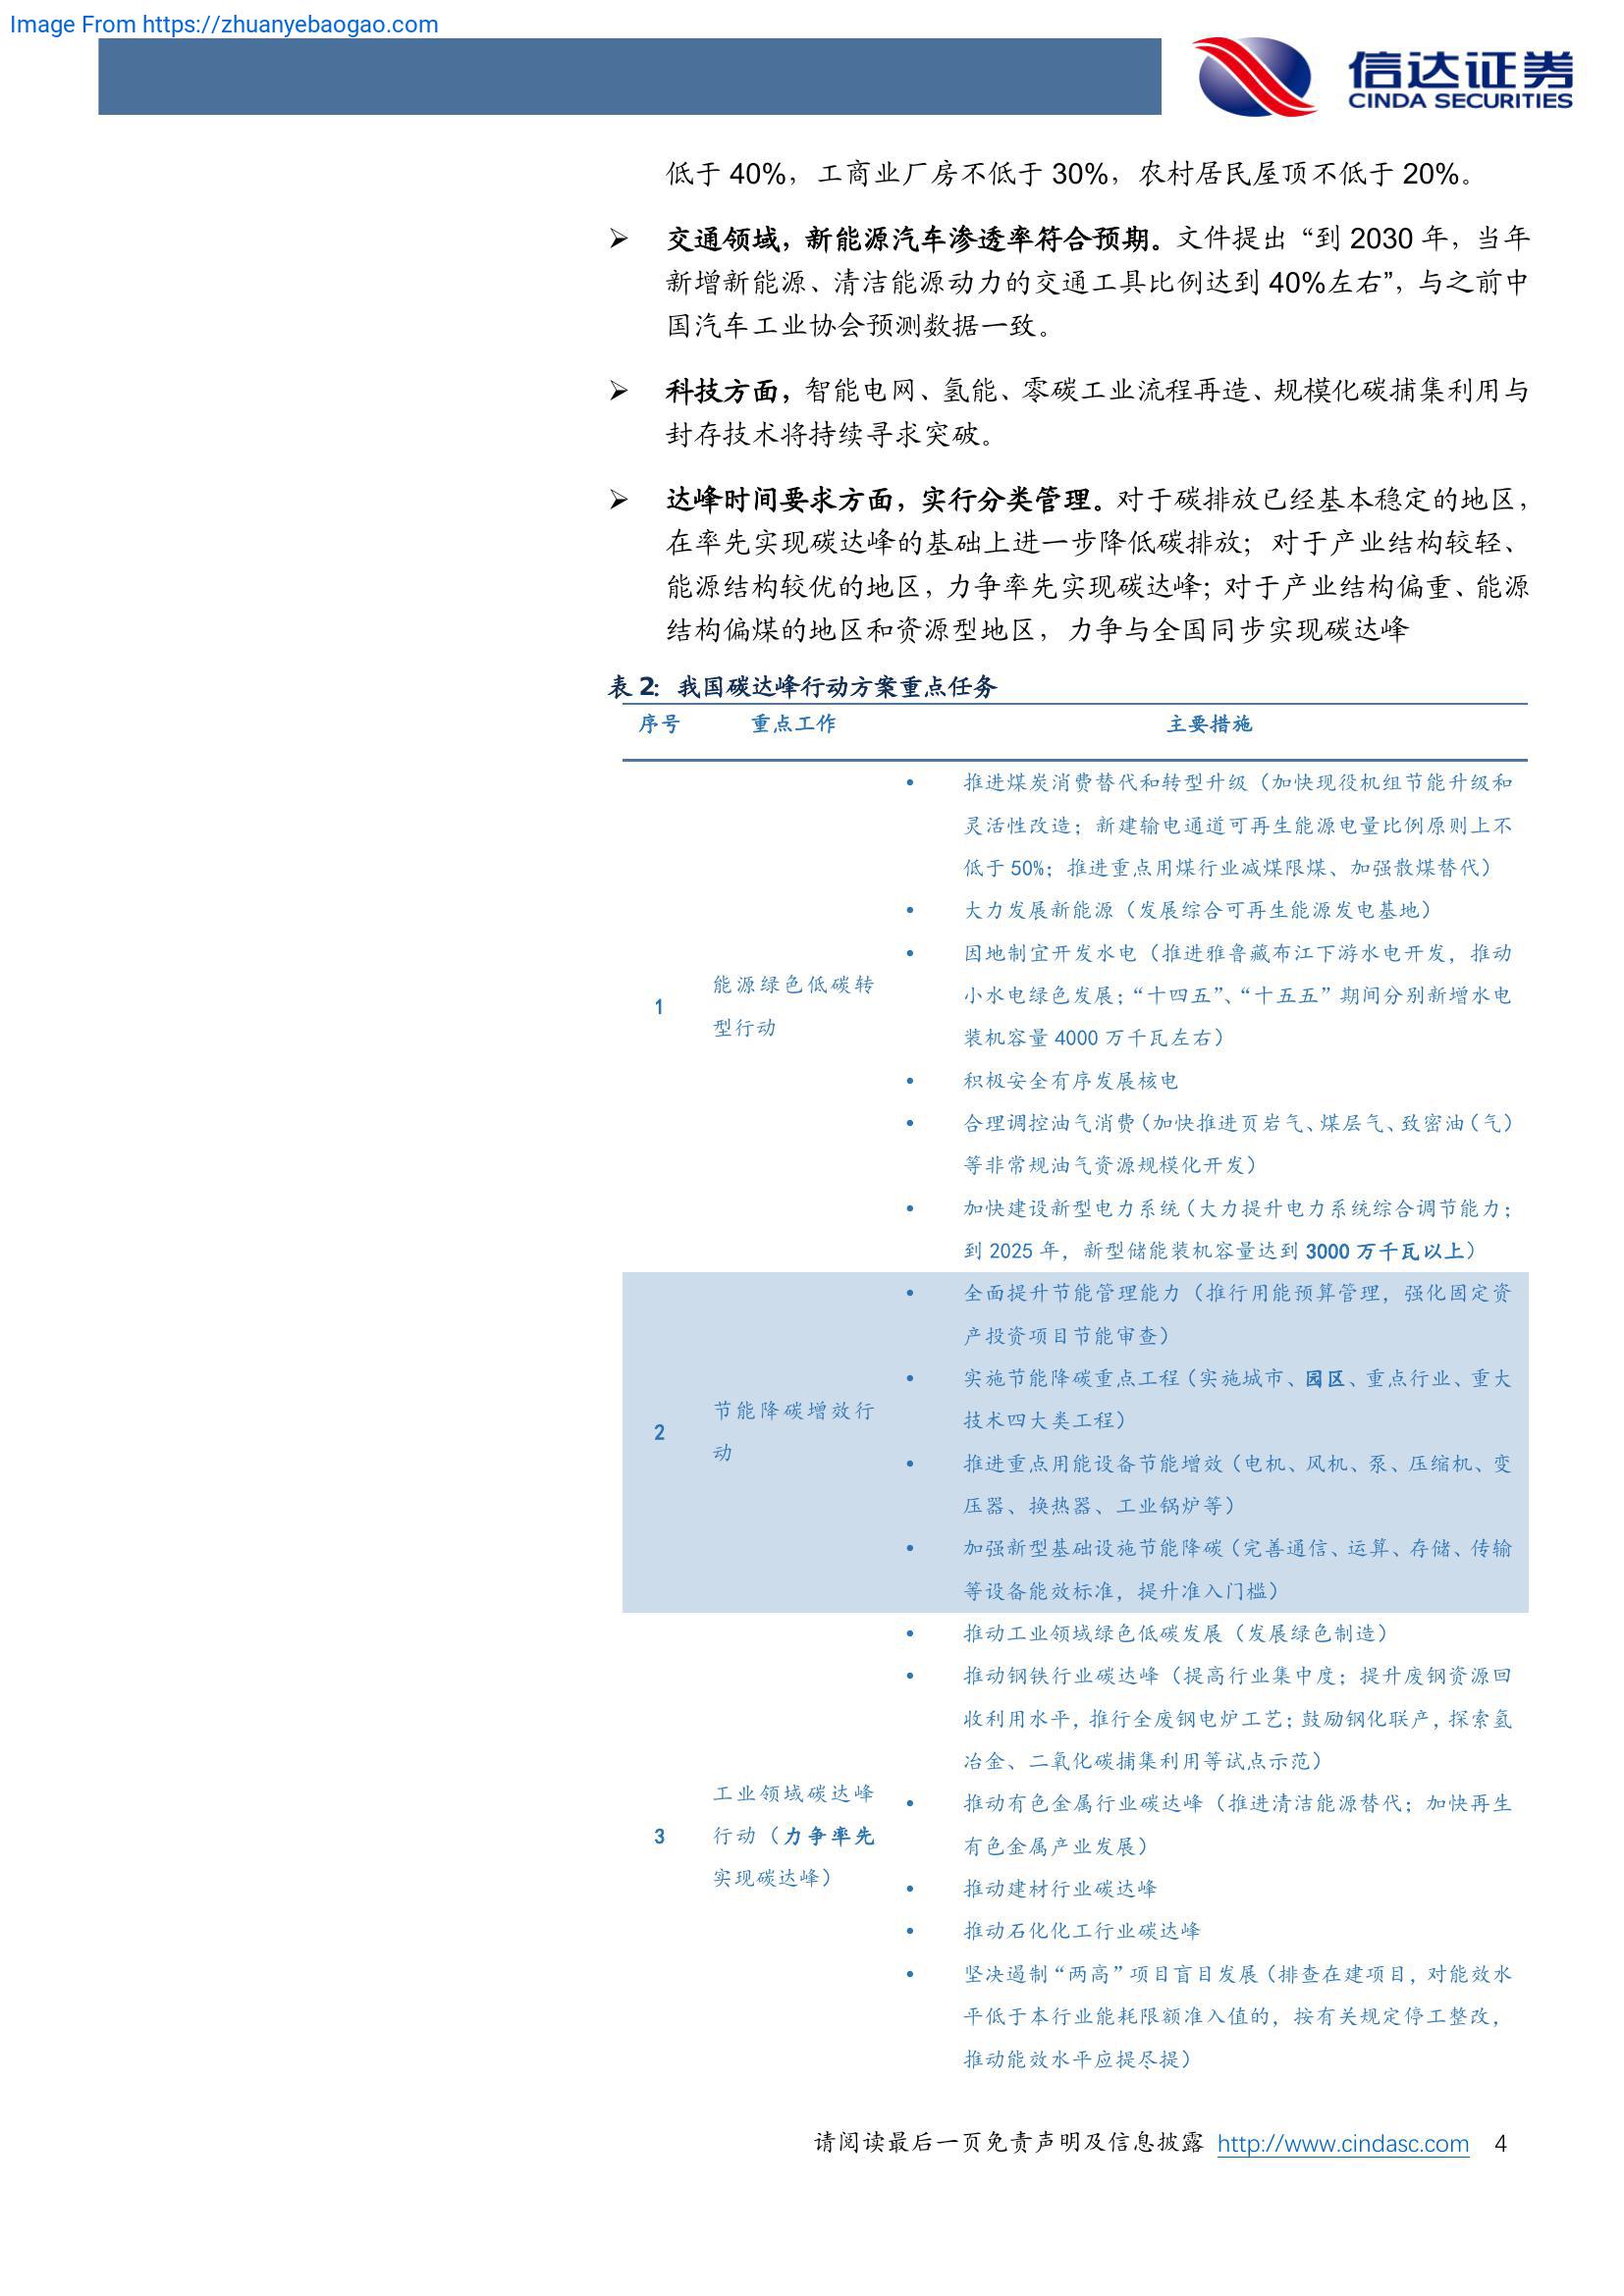 Image From https://zhuanyebaogao.com
信达证券
CINDA SECURITIES
低于 40%，工商业厂房不低于 30%，农村居民屋顶不低于 20%。
➢ 交通领域，新能源汽车渗透率符合预期。文件提出“到 2030 年，当年
新增新能源、清洁能源动力的交通工具比例达到 40%左右”，与之前中
国汽车工业协会预测数据一致。
➢ 科技方面，智能电网、氢能、零碳工业流程再造、规模化碳捕集利用与
封存技术将持续寻求突破。
➢ 达峰时间要求方面，实行分类管理。对于碳排放已经基本稳定的地区，
在率先实现碳达峰的基础上进一步降低碳排放；对于产业结构较轻、
能源结构较优的地区，力争率先实现碳达峰；对于产业结构偏重、能源
结构偏煤的地区和资源型地区，力争与全国同步实现碳达峰
表 2：我国碳达峰行动方案重点任务
序号 重点工作 主要措施
1
能源绿色低碳转
型行动
• 推进煤炭消费替代和转型升级（加快现役机组节能升级和
灵活性改造；新建输电通道可再生能源电量比例原则上不
低于 50%；推进重点用煤行业减煤限煤、加强散煤替代）
• 大力发展新能源（发展综合可再生能源发电基地）
• 因地制宜开发水电（推进雅鲁藏布江下游水电开发，推动
小水电绿色发展；“十四五”、“十五五”期间分别新增水电
装机容量 4000 万千瓦左右）
• 积极安全有序发展核电
• 合理调控油气消费（加快推进页岩气、煤层气、致密油（气）
等非常规油气资源规模化开发）
• 加快建设新型电力系统（大力提升电力系统综合调节能力；
到 2025 年，新型储能装机容量达到 3000 万千瓦以上）
2
节能降碳增效行
动
• 全面提升节能管理能力（推行用能预算管理，强化固定资
产投资项目节能审查）
• 实施节能降碳重点工程（实施城市、园区、重点行业、重大
技术四大类工程）
• 推进重点用能设备节能增效（电机、风机、泵、压缩机、变
压器、换热器、工业锅炉等）
• 加强新型基础设施节能降碳（完善通信、运算、存储、传输
等设备能效标准，提升准入门槛）
3
工业领域碳达峰
行动（力争率先
实现碳达峰）
• 推动工业领域绿色低碳发展（发展绿色制造）
• 推动钢铁行业碳达峰（提高行业集中度；提升废钢资源回
收利用水平，推行全废钢电炉工艺；鼓励钢化联产，探索氢
冶金、二氧化碳捕集利用等试点示范）
• 推动有色金属行业碳达峰（推进清洁能源替代；加快再生
有色金属产业发展）
• 推动建材行业碳达峰
• 推动石化化工行业碳达峰
• 坚决遏制“两高”项目盲目发展（排查在建项目，对能效水
平低于本行业能耗限额准入值的，按有关规定停工整改，
推动能效水平应提尽提）
请阅读最后一页免责声明及信息披露 http://www.cindasc.com 4